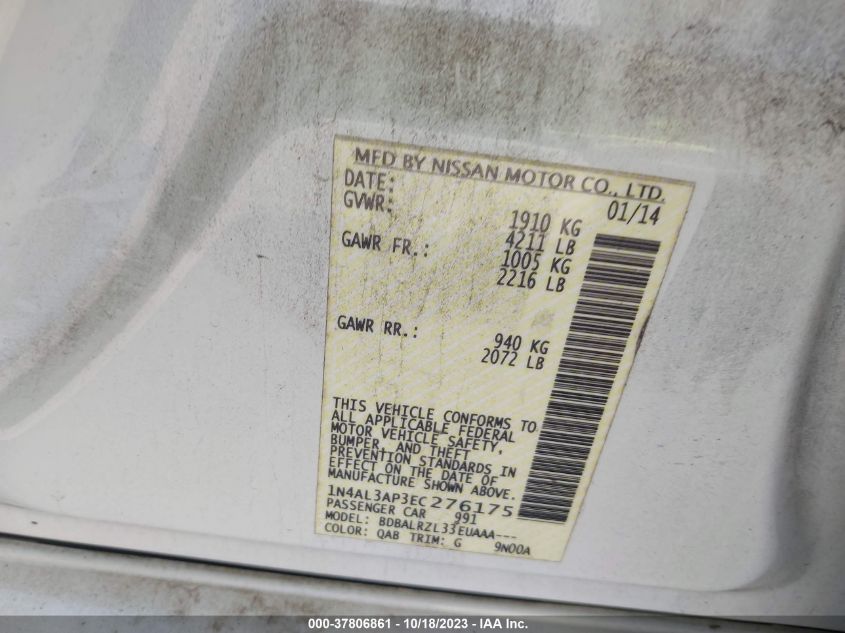 MFD BY NISSAN MOTOR CO., LTD.
DATE: 01/14
GVWR: 1910 KG
4211 LB
GAWR FR.: 1005 KG
2216 LB
GAWR RR.: 940 KG
2072 LB
THIS VEHICLE CONFORMS TO
ALL APPLICABLE FEDERAL
MOTOR VEHICLE SAFETY,
BUMPER, AND THEFT
PREVENTION STANDARDS IN
EFFECT ON THE DATE OF
MANUFACTURE SHOWN ABOVE.
1N4AL3AP3EC276175
PASSENGER CAR 991
MODEL: BDBALRZL33EUAAA---
COLOR: QAB TRIM: G 9N00A
000-37806861 - 10/18/2023 - IAA Inc.